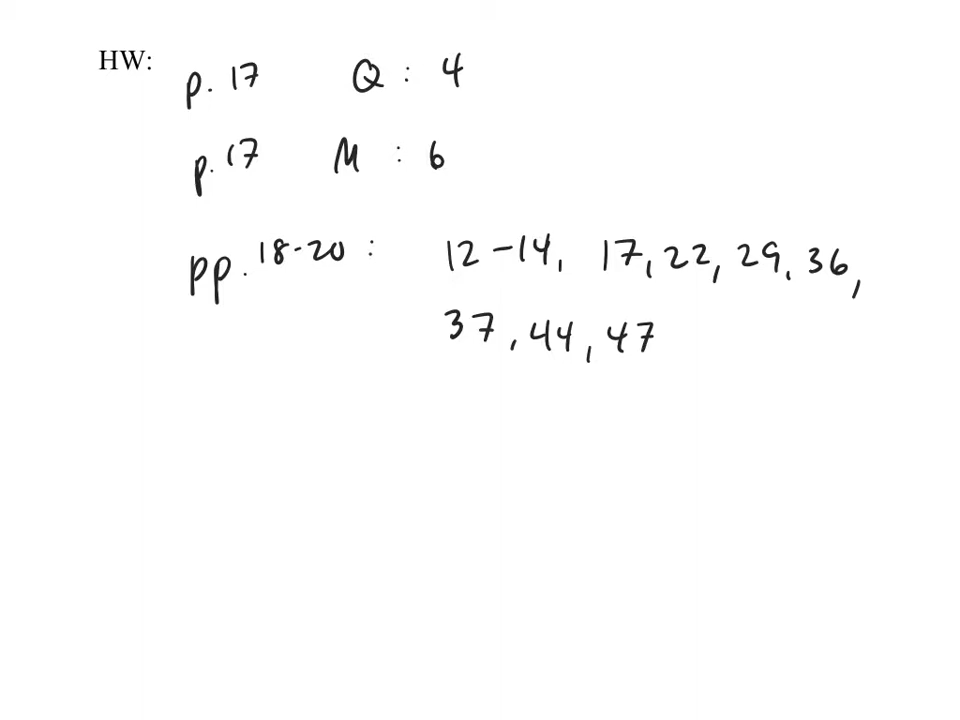 HW: p. 17 Q : 4
p. 17 M : 6
pp. 18-20 : 12-14, 17, 22, 29, 36,
37, 44, 47